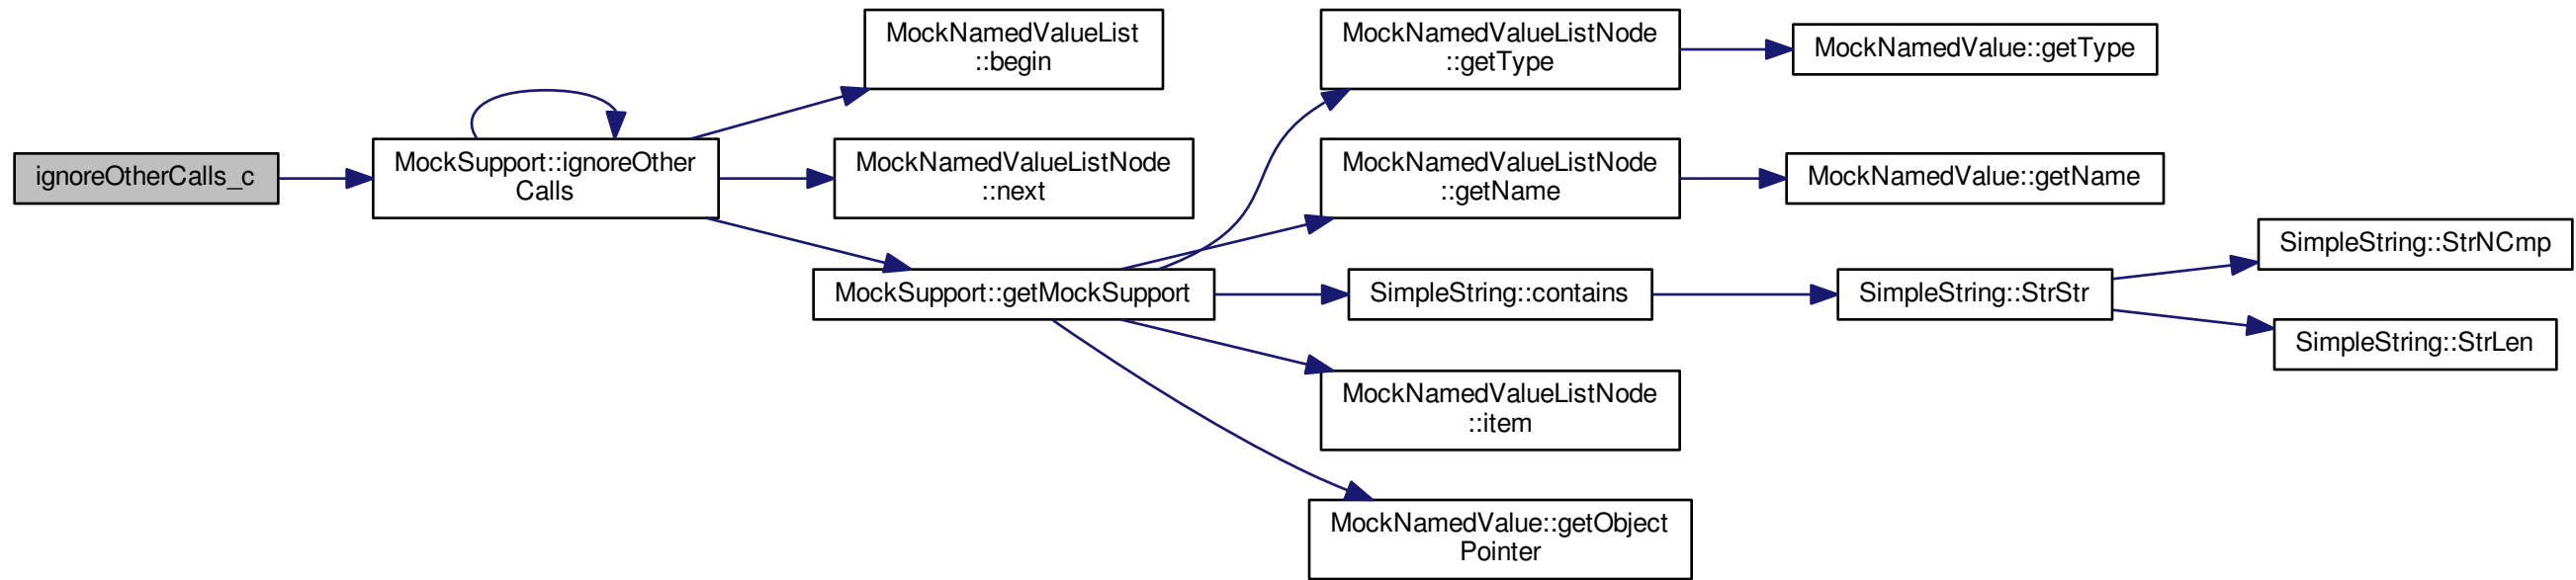 ignoreOtherCalls_c
MockSupport::ignoreOther
Calls
MockNamedValueList
::begin
MockNamedValueListNode
::next
MockSupport::getMockSupport
MockNamedValueListNode
::getType
MockNamedValueListNode
::getName
SimpleString::contains
MockNamedValueListNode
::item
MockNamedValue::getObject
Pointer
MockNamedValue::getType
MockNamedValue::getName
SimpleString::StrStr
SimpleString::StrNCmp
SimpleString::StrLen